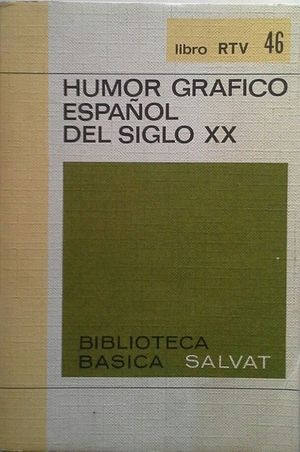 libro RTV 46
HUMOR GRAFICO
ESPAÑOL
DEL SIGLO XX
BIBLIOTECA
BASICA SALVAT